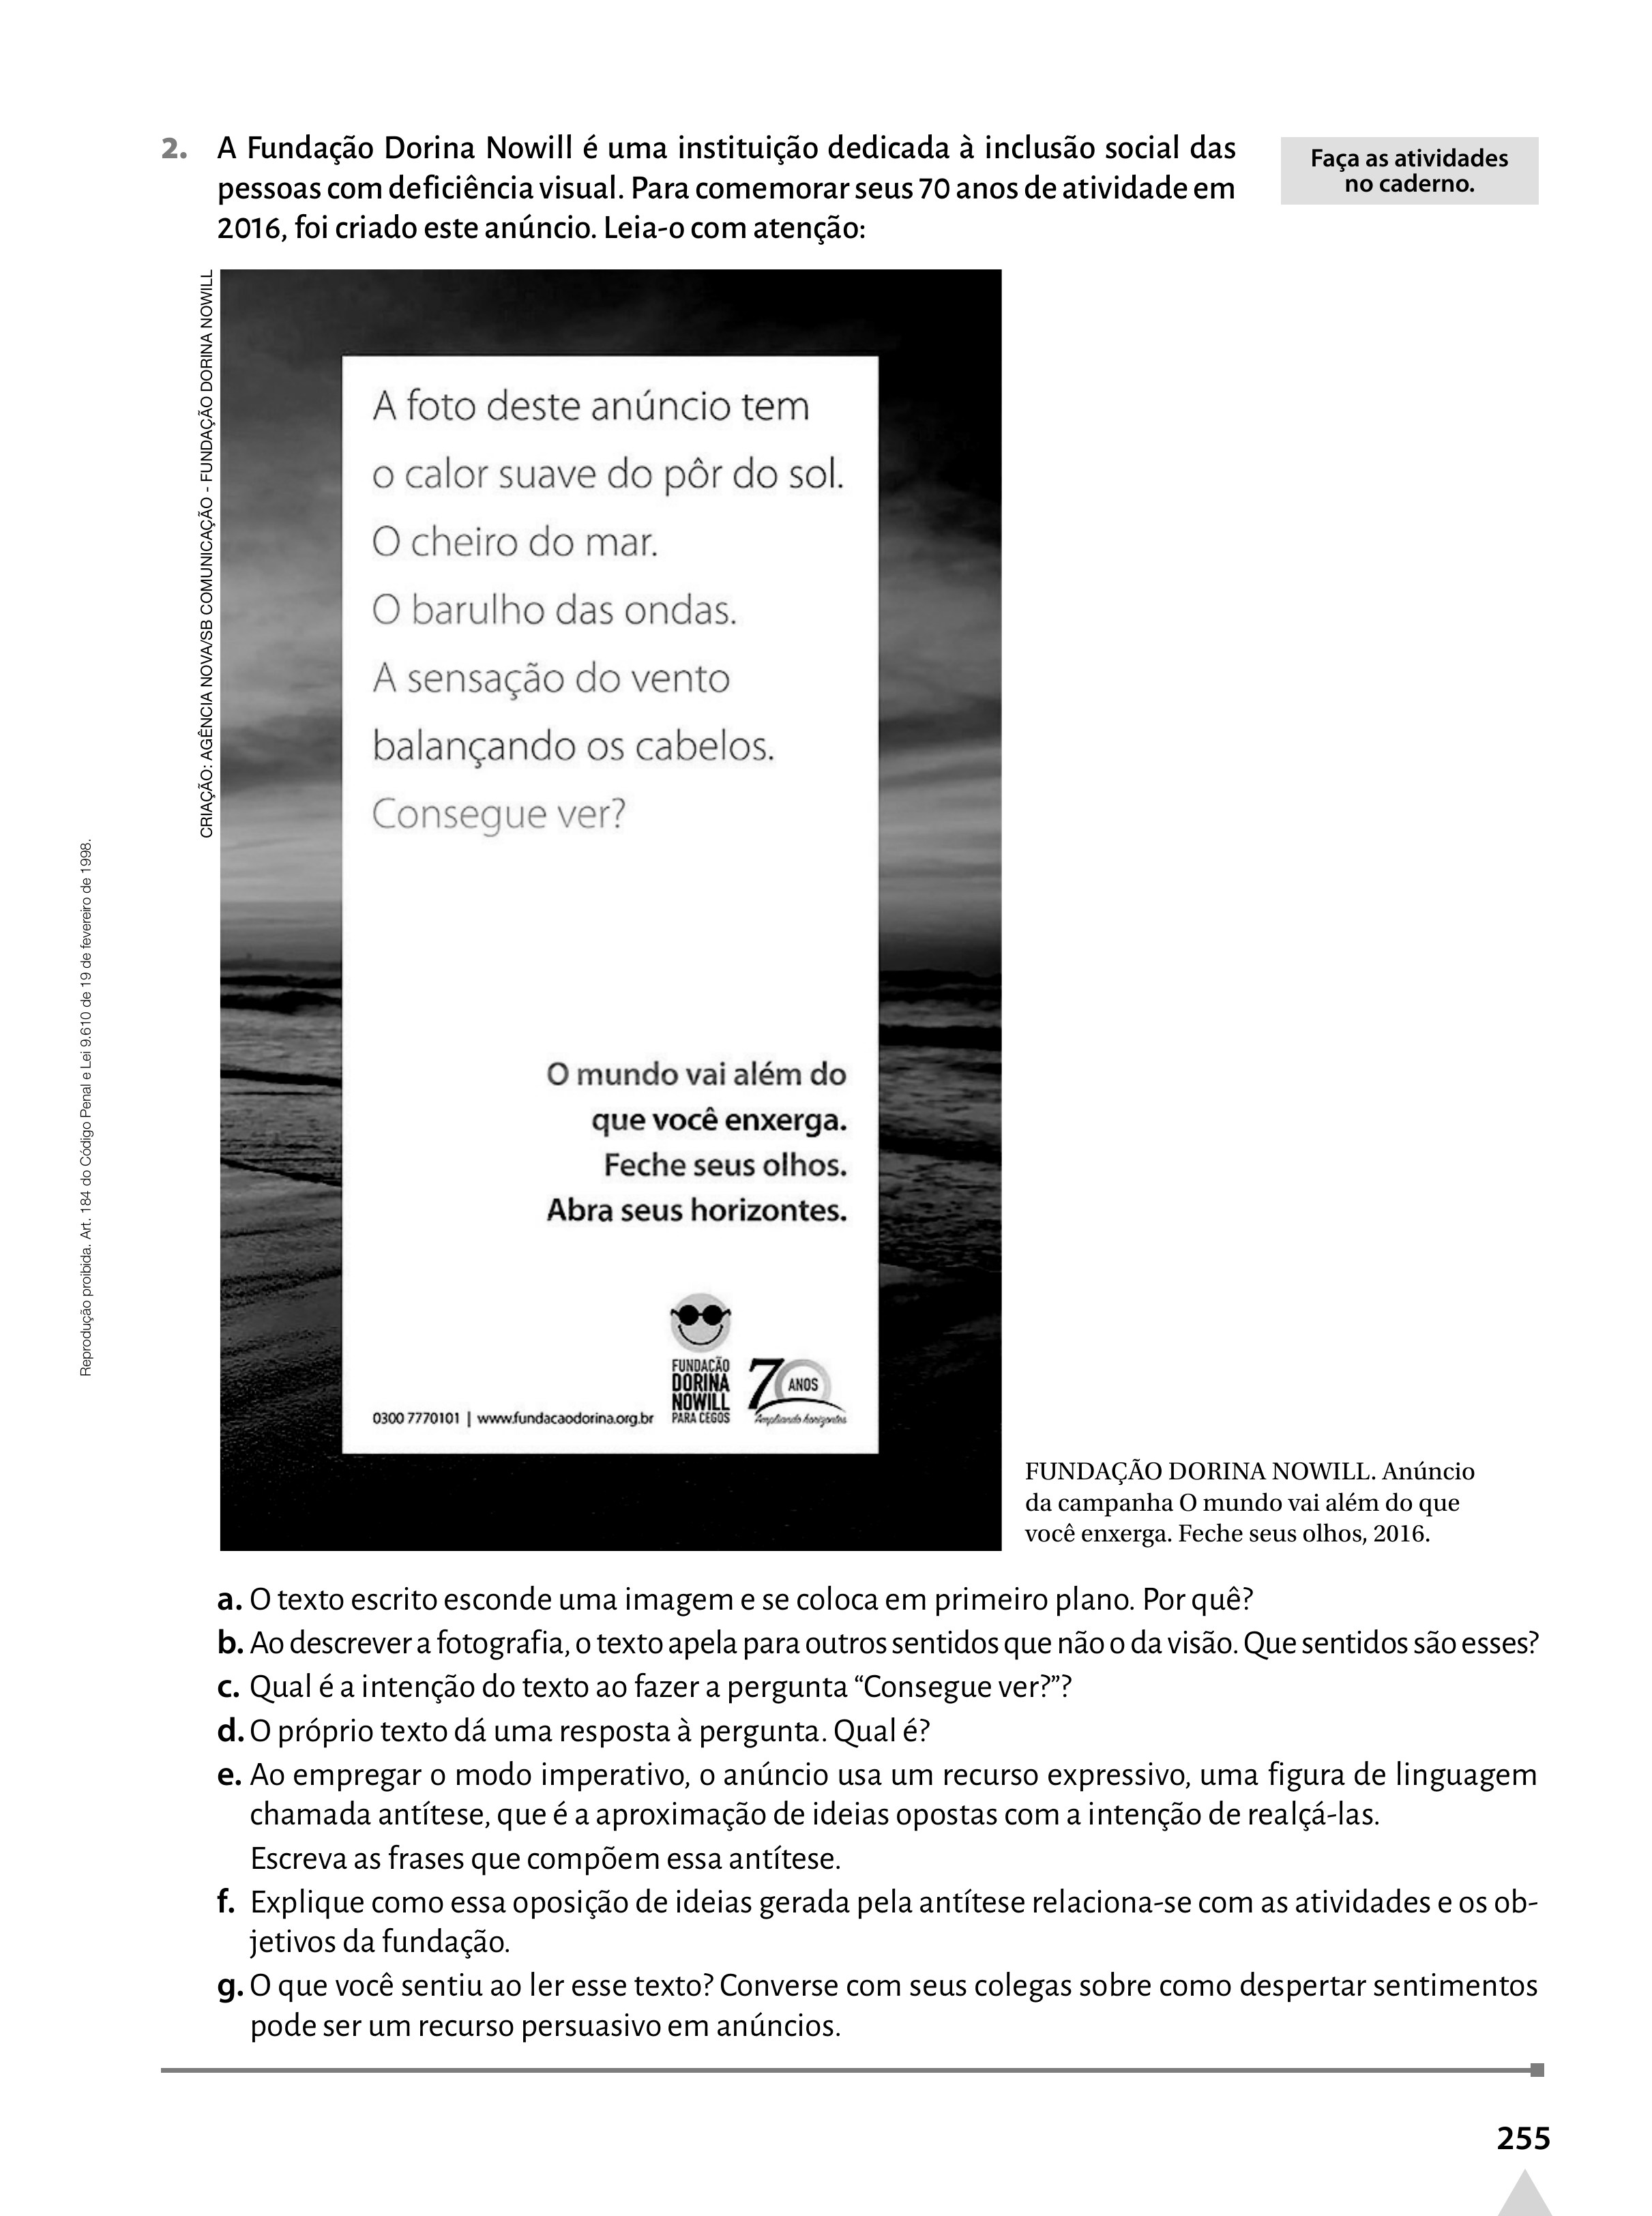 2. A Fundação Dorina Nowill é uma instituição dedicada à inclusão social das
pessoas com deficiência visual. Para comemorar seus 70 anos de atividade em
2016, foi criado este anúncio. Leia-o com atenção:
Faça as atividades
no caderno.
CRIAÇÃO: AGÊNCIA NOVA/SB COMUNICAÇÃO - FUNDAÇÃO DORINA NOWILL
A foto deste anúncio tem
o calor suave do pôr do sol.
O cheiro do mar.
O barulho das ondas.
A sensação do vento
balançando os cabelos.
Consegue ver?
O mundo vai além do
que você enxerga.
Feche seus olhos.
Abra seus horizontes.
FUNDAÇÃO
DORINA
NOWILL
PARA CEGOS
70 ANOS
Ampliando horizontes
0300 7770101 | www.fundacaodorina.org.br
FUNDAÇÃO DORINA NOWILL. Anúncio
da campanha O mundo vai além do que
você enxerga. Feche seus olhos, 2016.
Reprodução proibida. Art. 184 do Código Penal e Lei 9.610 de 19 de fevereiro de 1998.
a. O texto escrito esconde uma imagem e se coloca em primeiro plano. Por quê?
b. Ao descrever a fotografia, o texto apela para outros sentidos que não o da visão. Que sentidos são esses?
c. Qual é a intenção do texto ao fazer a pergunta “Consegue ver?”?
d. O próprio texto dá uma resposta à pergunta. Qual é?
e. Ao empregar o modo imperativo, o anúncio usa um recurso expressivo, uma figura de linguagem
chamada antítese, que é a aproximação de ideias opostas com a intenção de realçá-las.
Escreva as frases que compõem essa antítese.
f. Explique como essa oposição de ideias gerada pela antítese relaciona-se com as atividades e os ob-
jetivos da fundação.
g. O que você sentiu ao ler esse texto? Converse com seus colegas sobre como despertar sentimentos
pode ser um recurso persuasivo em anúncios.
255